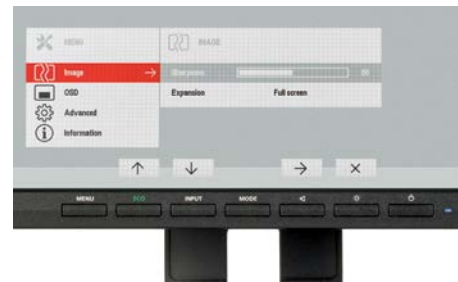 MENU
IMAGE
Image
Sharpness
OSD
Expansion
Full screen
Advanced
Information
MENU
ECO
INPUT
MODE